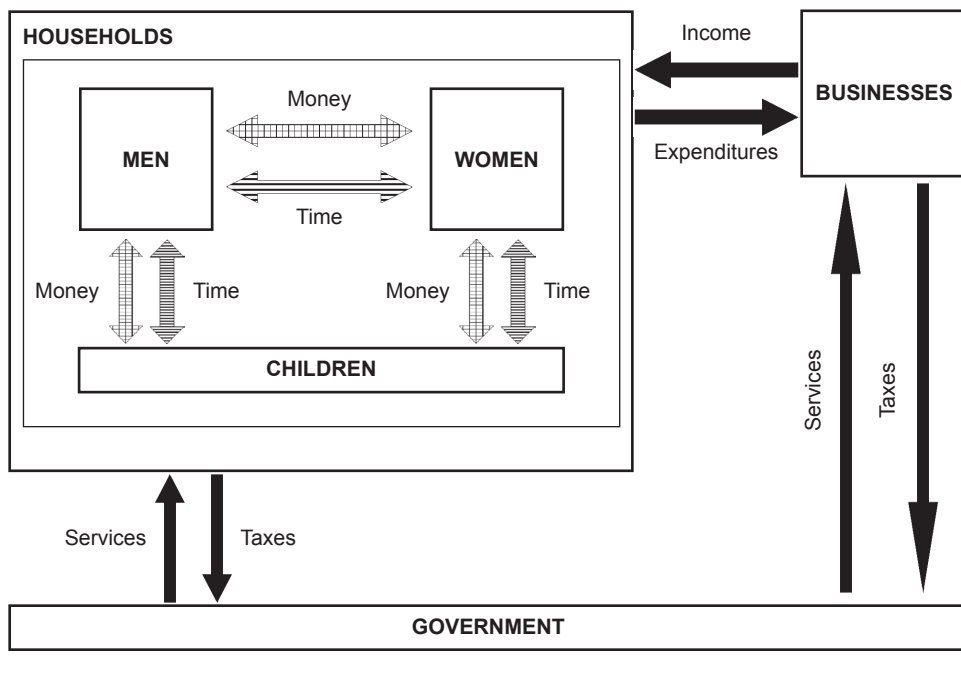 HOUSEHOLDS
Income
BUSINESSES
Money
MEN
WOMEN
Expenditures
Time
Money
Time
Money
Time
CHILDREN
Services
Taxes
Services
Taxes
GOVERNMENT